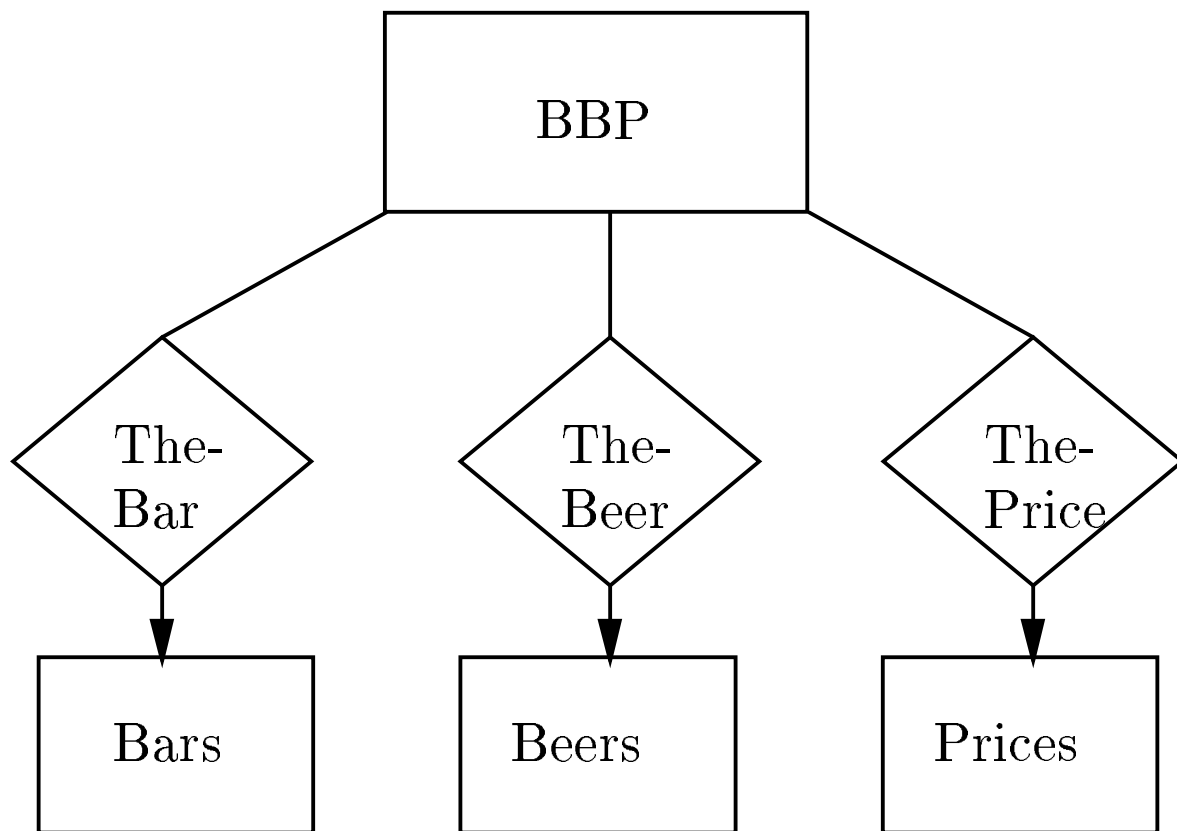 BBP
The-
Bar
The-
Beer
The-
Price
Bars
Beers
Prices